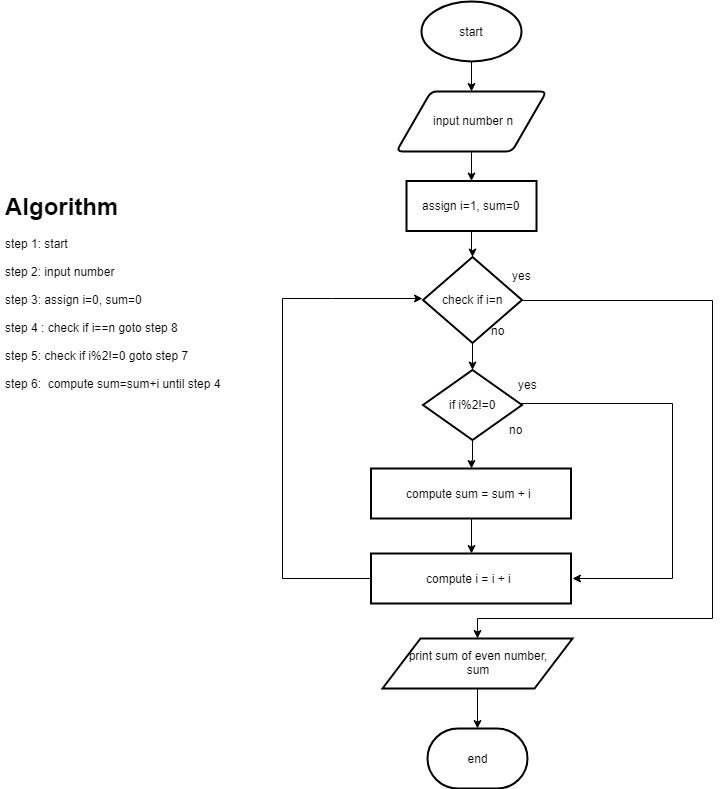 start
input number n
assign i=1, sum=0
Algorithm
step 1: start
step 2: input number
step 3: assign i=0, sum=0
step 4 : check if i==n goto step 8
step 5: check if i%2!=0 goto step 7
step 6:  compute sum=sum+i until step 4
yes
check if i=n
no
yes
if i%2!=0
no
compute sum = sum + i
compute i = i + i
print sum of even number,
sum
end